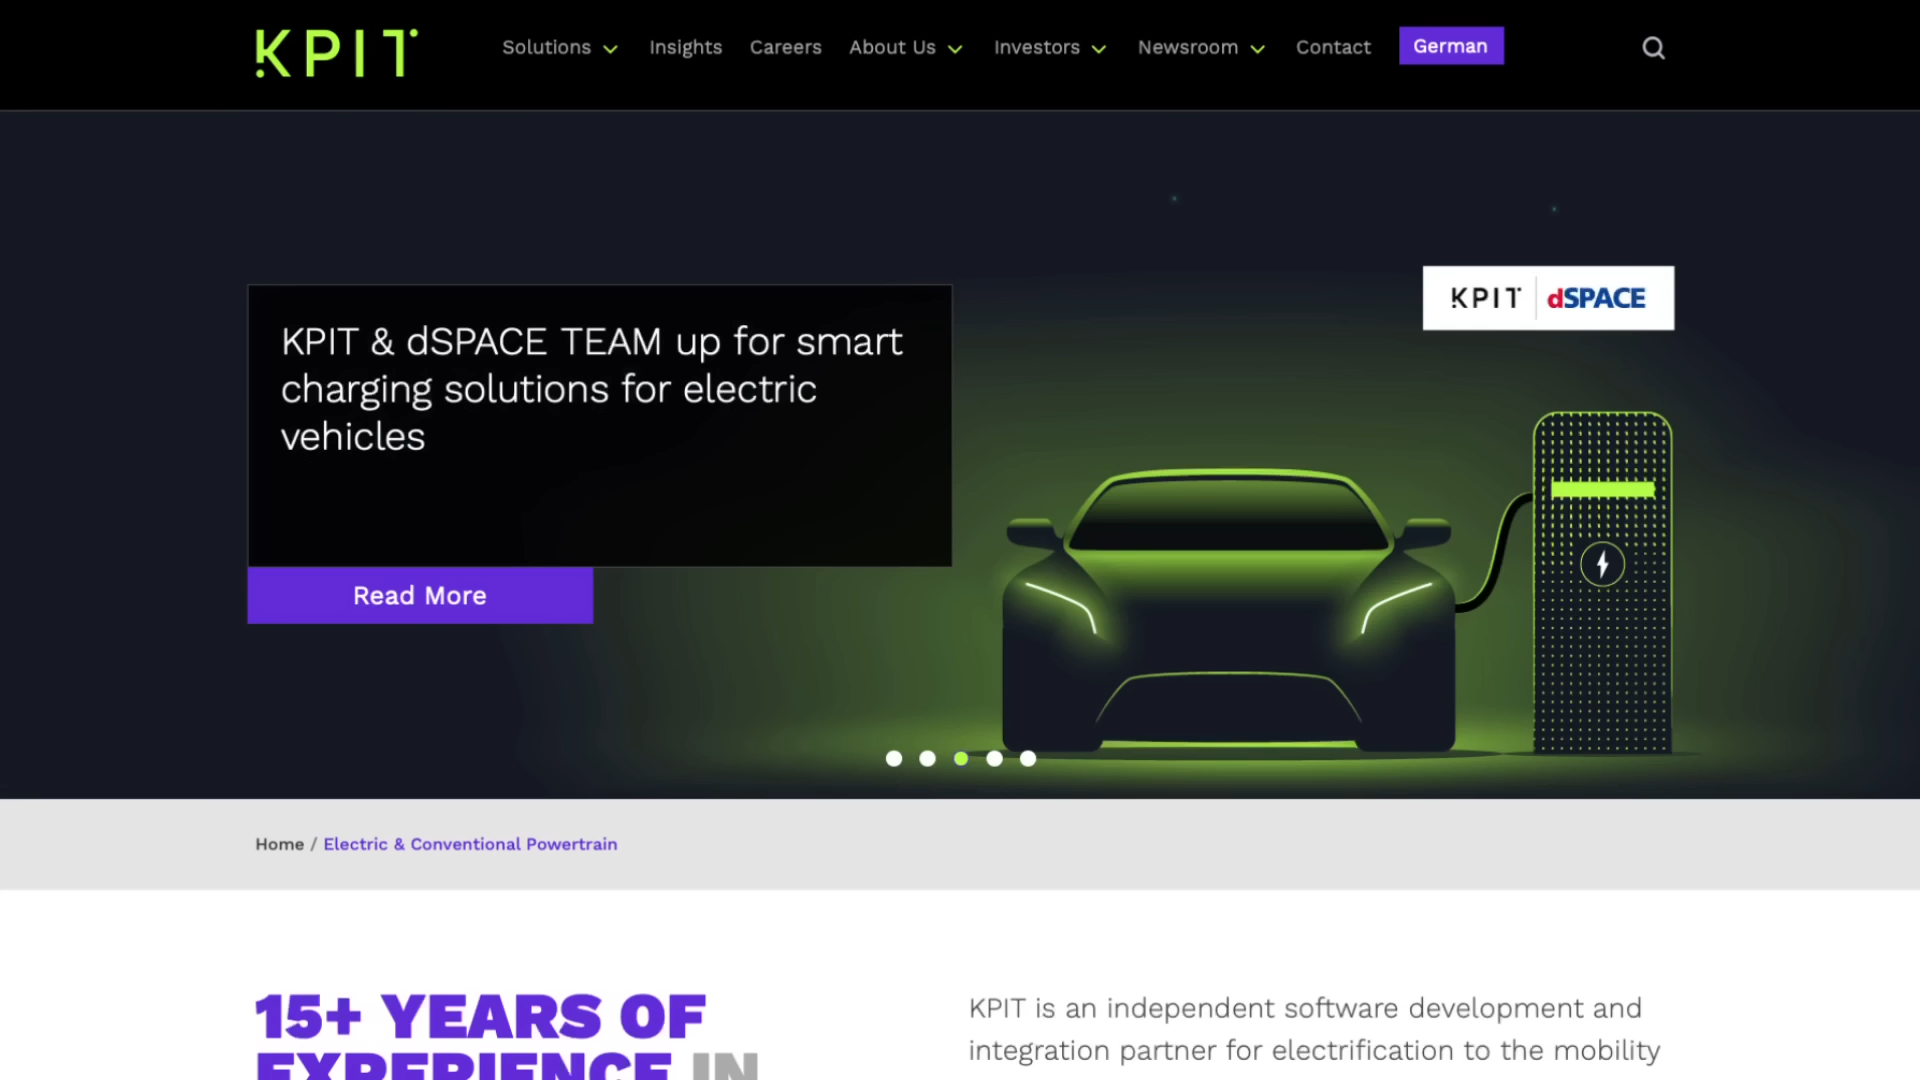 KPIT
Solutions Insights Careers About Us Investors Newsroom Contact German
KPIT dSPACE
KPIT & dSPACE TEAM up for smart
charging solutions for electric
vehicles
Read More
Home / Electric & Conventional Powertrain
15+ YEARS OF
EXPERIENCE IN
KPIT is an independent software development and
integration partner for electrification to the mobility